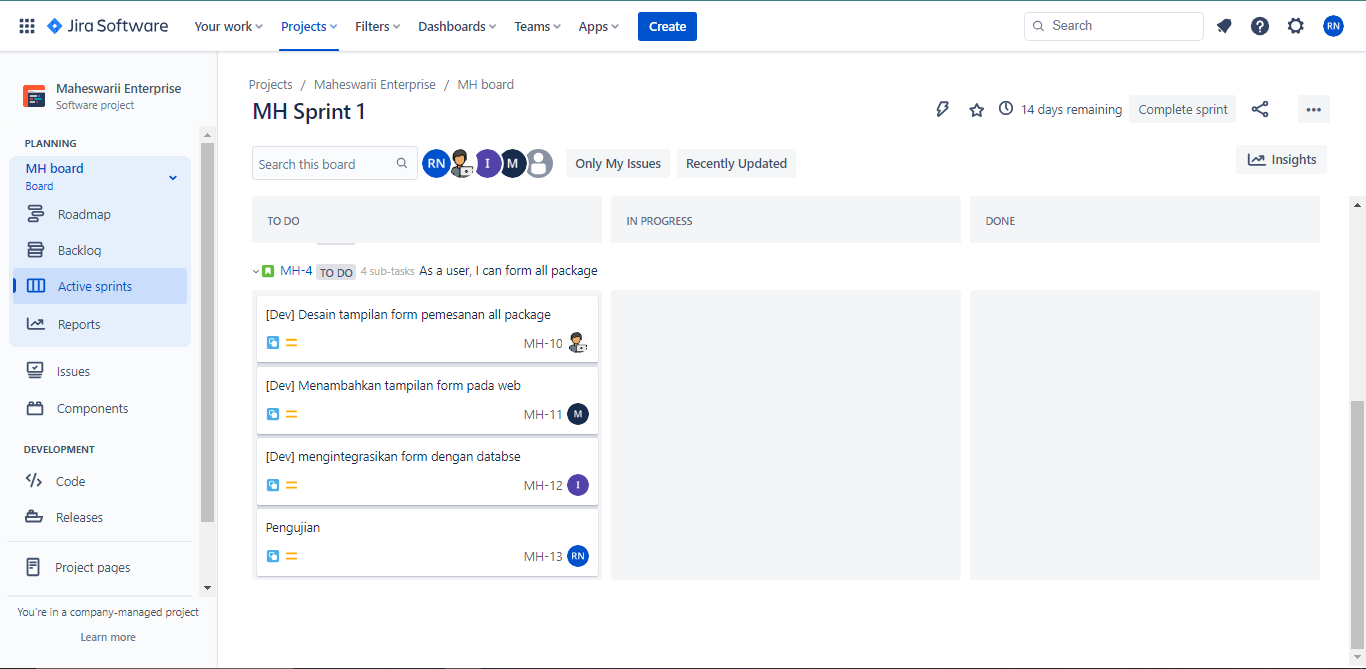 Jira Software Your work Projects Filters Dashboards Teams Apps Create Search RN
Maheswarii Enterprise
Software project
PLANNING
MH board
Board
Roadmap
Backlog
Active sprints
Reports
Issues
Components
DEVELOPMENT
Code
Releases
Project pages
You're in a company-managed project
Learn more
Projects / Maheswarii Enterprise / MH board
MH Sprint 1
14 days remaining Complete sprint
Search this board RN I M Only My Issues Recently Updated Insights
TO DO IN PROGRESS DONE
MH-4 TO DO 4 sub-tasks As a user, I can form all package
[Dev] Desain tampilan form pemesanan all package
MH-10
[Dev] Menambahkan tampilan form pada web
MH-11 M
[Dev] mengintegrasikan form dengan databse
MH-12 I
Pengujian
MH-13 RN